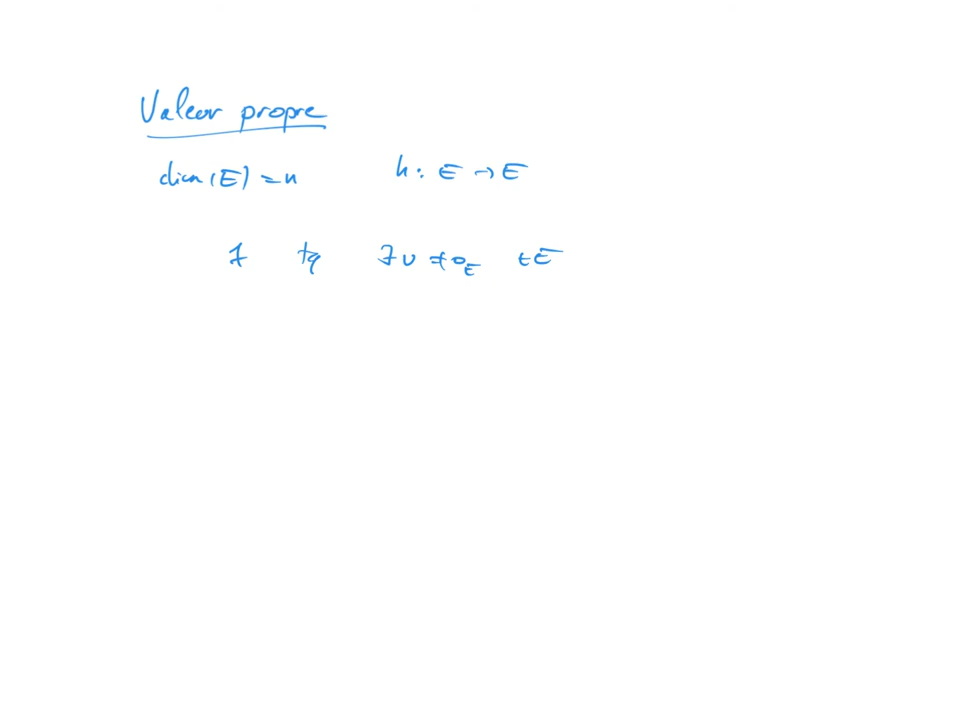 Valeur propre
dim(E) = n h: E → E
λ tq ∃ v ≠ 0_E ∈ E